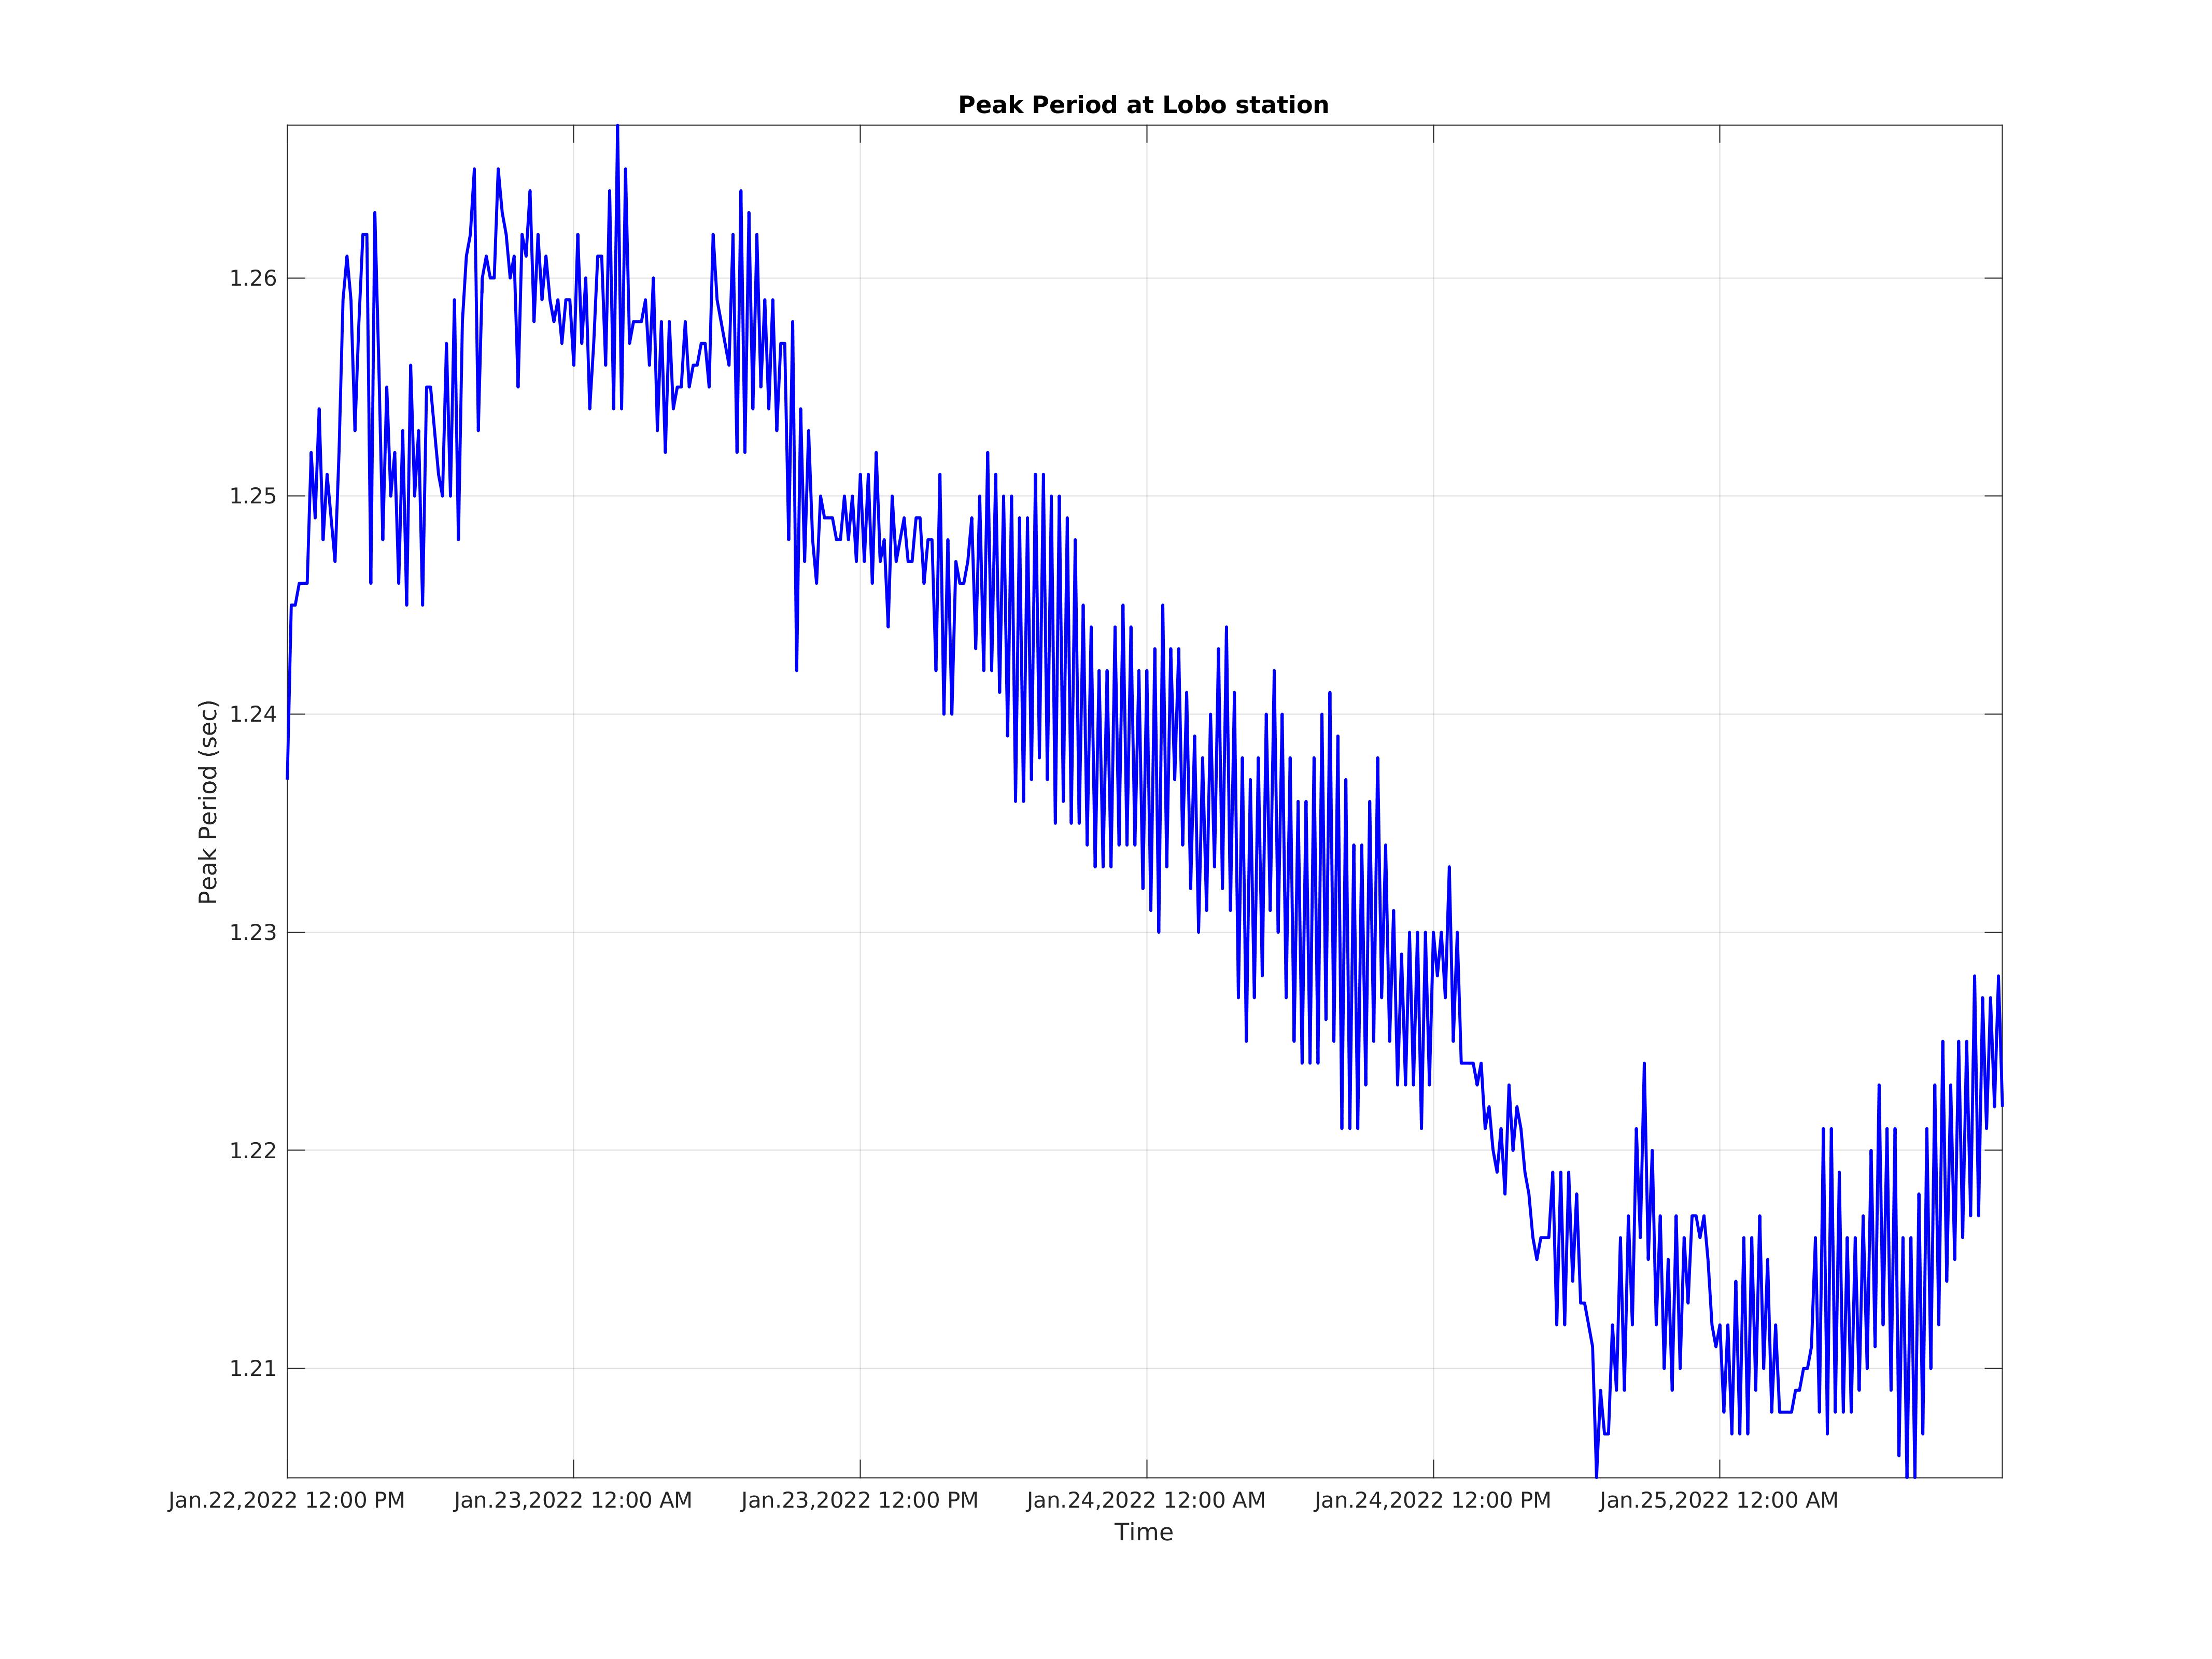 Peak Period at Lobo station
1.26
1.25
1.24
1.23
1.22
1.21
Peak Period (sec)
Jan.22,2022 12:00 PM
Jan.23,2022 12:00 AM
Jan.23,2022 12:00 PM
Jan.24,2022 12:00 AM
Jan.24,2022 12:00 PM
Jan.25,2022 12:00 AM
Time